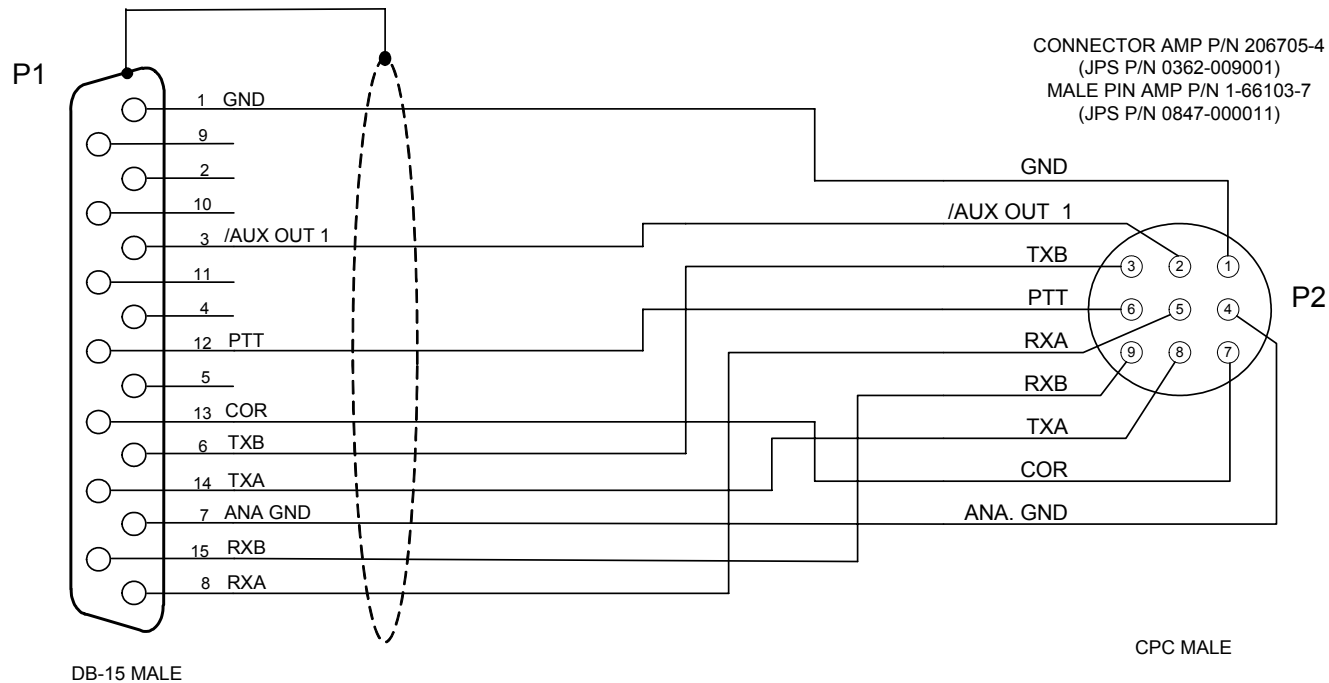 CONNECTOR AMP P/N 206705-4
(JPS P/N 0362-009001)
MALE PIN AMP P/N 1-66103-7
(JPS P/N 0847-000011)
P1
1 GND
9
2
10
3 /AUX OUT 1
11
4
12 PTT
5
13 COR
6 TXB
14 TXA
7 ANA GND
15 RXB
8 RXA
DB-15 MALE
GND
/AUX OUT 1
TXB
PTT
RXA
RXB
TXA
COR
ANA. GND
3 2 1
6 5 4
9 8 7
P2
CPC MALE